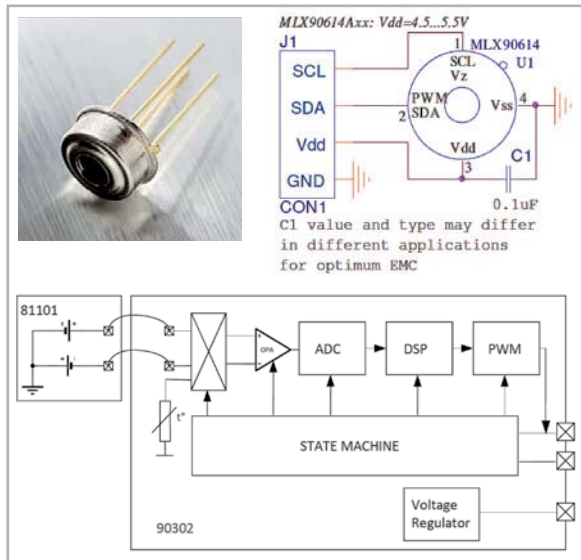 MLX90614Axx: Vdd=4.5...5.5V
J1
1 MLX90614
SCL
SCL
Vz
U1
SDA
2
PWM
SDA
Vss
4
Vdd
Vdd
3
C1
GND
0.1uF
CON1
C1 value and type may differ
in different applications
for optimum EMC
81101
OPA
ADC
DSP
PWM
t°
STATE MACHINE
Voltage
Regulator
90302